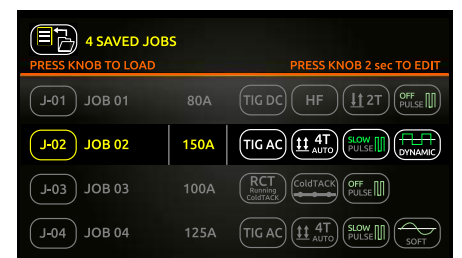 4 SAVED JOBS
PRESS KNOB TO LOAD PRESS KNOB 2 sec TO EDIT
J-01 JOB 01 80A TIG DC HF 2T OFF PULSE
J-02 JOB 02 150A TIG AC 4T AUTO SLOW PULSE DYNAMIC
J-03 JOB 03 100A RCT Running ColdTACK ColdTACK OFF PULSE
J-04 JOB 04 125A TIG AC 4T AUTO SLOW PULSE SOFT